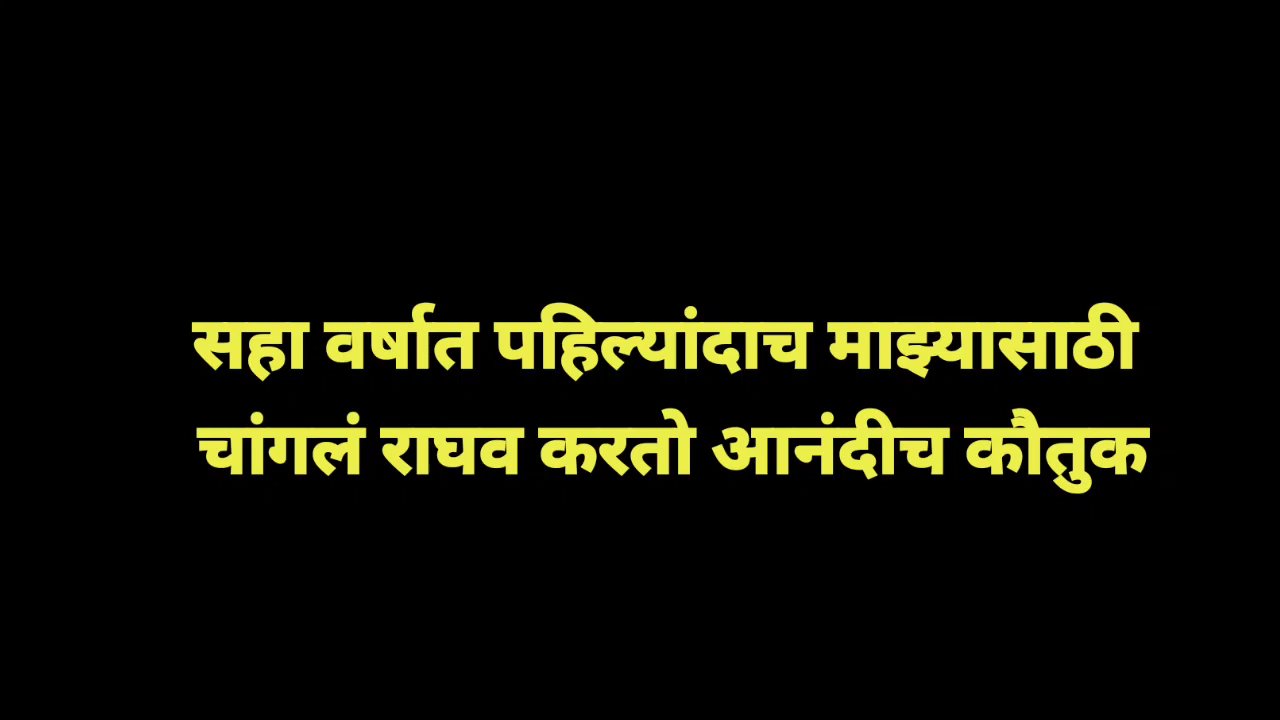 सहा वर्षात पहिल्यांदाच माझ्यासाठी
चांगलं राघव करतो आनंदीच कौतुक